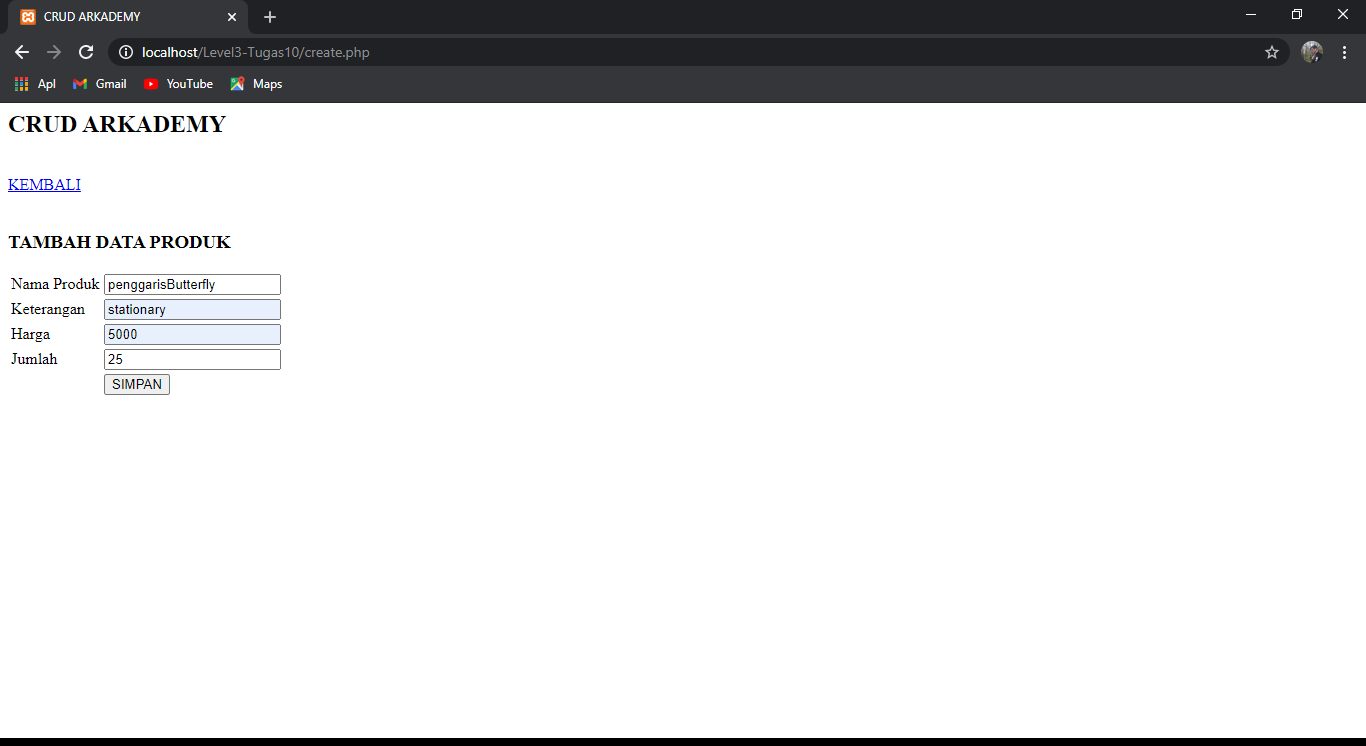 CRUD ARKADEMY
localhost/Level3-Tugas10/create.php
Apl Gmail YouTube Maps
CRUD ARKADEMY
KEMBALI
TAMBAH DATA PRODUK
Nama Produk penggarisButterfly
Keterangan stationary
Harga 5000
Jumlah 25
SIMPAN